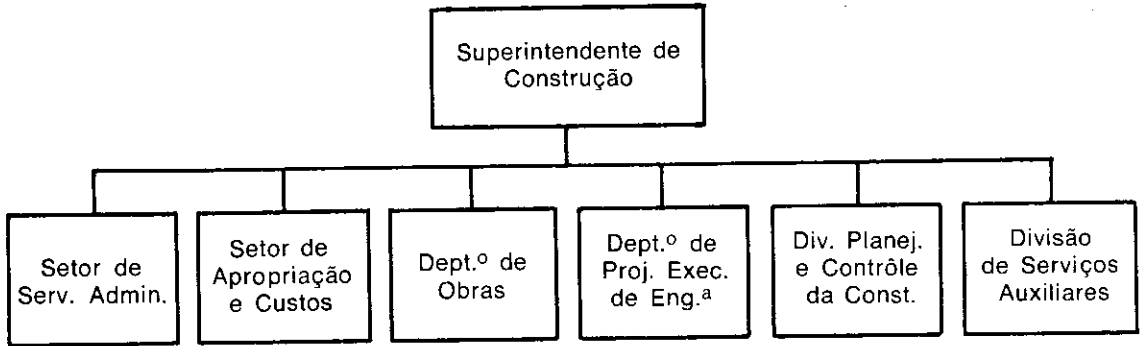 Superintendente de
Construção
Setor de
Serv. Admin.
Setor de
Apropriação
e Custos
Dept.º de
Obras
Dept.º de
Proj. Exec.
de Eng.ª
Div. Planej.
e Contrôle
da Const.
Divisão
de Serviços
Auxiliares